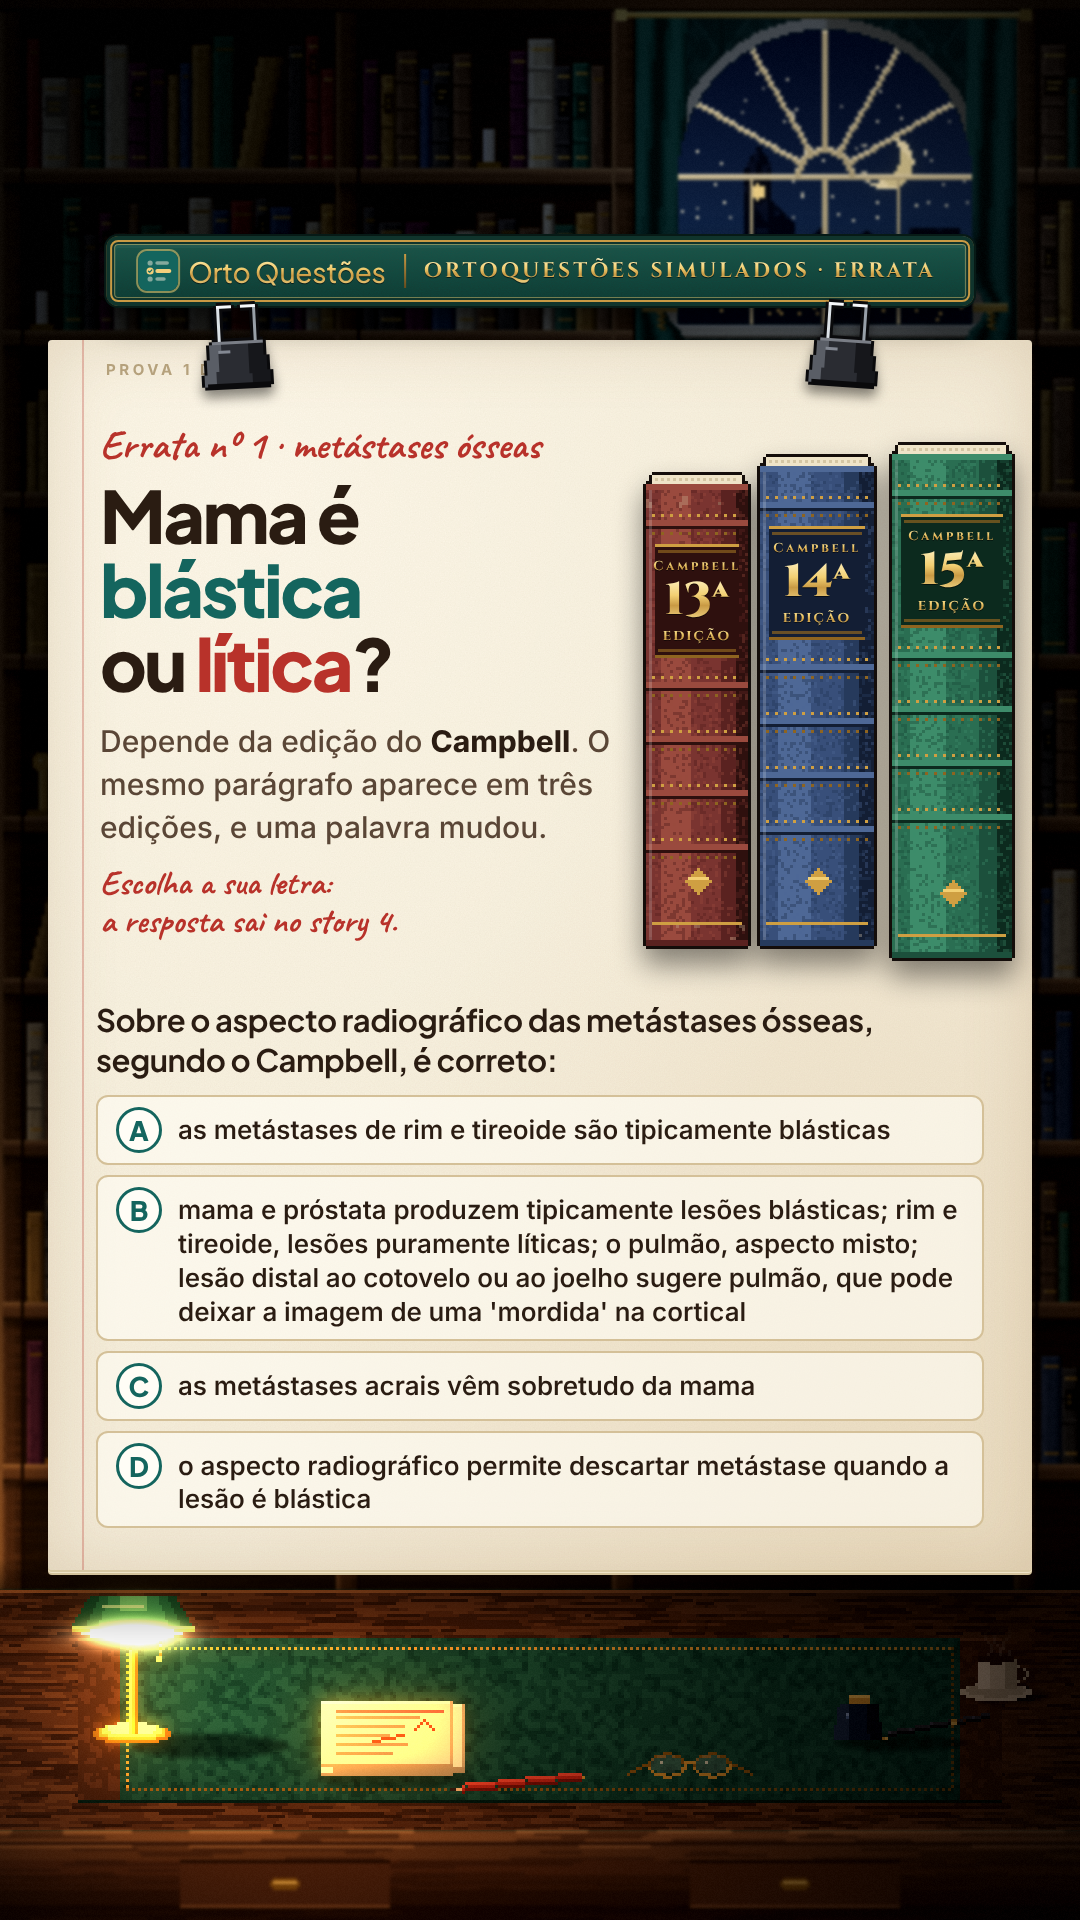 Orto Questões
ORTOQUESTÕES SIMULADOS · ERRATA
PROVA 1
Errata nº 1 · metástases ósseas
Mama é
blástica
ou lítica?
Depende da edição do Campbell. O
mesmo parágrafo aparece em três
edições, e uma palavra mudou.
Escolha a sua letra:
a resposta sai no story 4.
CAMPBELL
13ª
EDIÇÃO
CAMPBELL
14ª
EDIÇÃO
CAMPBELL
15ª
EDIÇÃO
Sobre o aspecto radiográfico das metástases ósseas,
segundo o Campbell, é correto:
A as metástases de rim e tireoide são tipicamente blásticas
B mama e próstata produzem tipicamente lesões blásticas; rim e
tireoide, lesões puramente líticas; o pulmão, aspecto misto;
lesão distal ao cotovelo ou ao joelho sugere pulmão, que pode
deixar a imagem de uma 'mordida' na cortical
C as metástases acrais vêm sobretudo da mama
D o aspecto radiográfico permite descartar metástase quando a
lesão é blástica